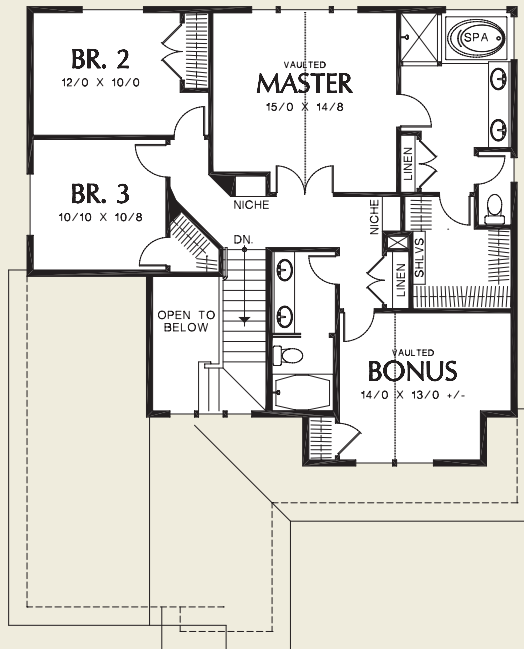 SPA
BR. 2
12/0 X 10/0
VAULTED
MASTER
15/0 X 14/8
LINEN
BR. 3
10/10 X 10/8
NICHE
NICHE
DN.
SHLVS
LINEN
OPEN TO
BELOW
VAULTED
BONUS
14/0 X 13/0 +/-